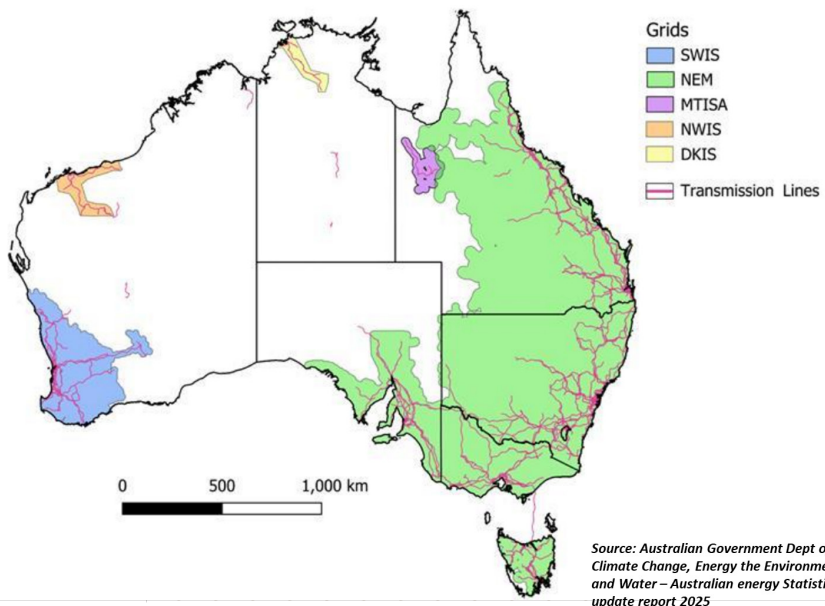 Grids
SWIS
NEM
MTISA
NWIS
DKIS
Transmission Lines
0 500 1,000 km
Source: Australian Government Dept o
Climate Change, Energy the Environme
and Water – Australian energy Statisti
update report 2025